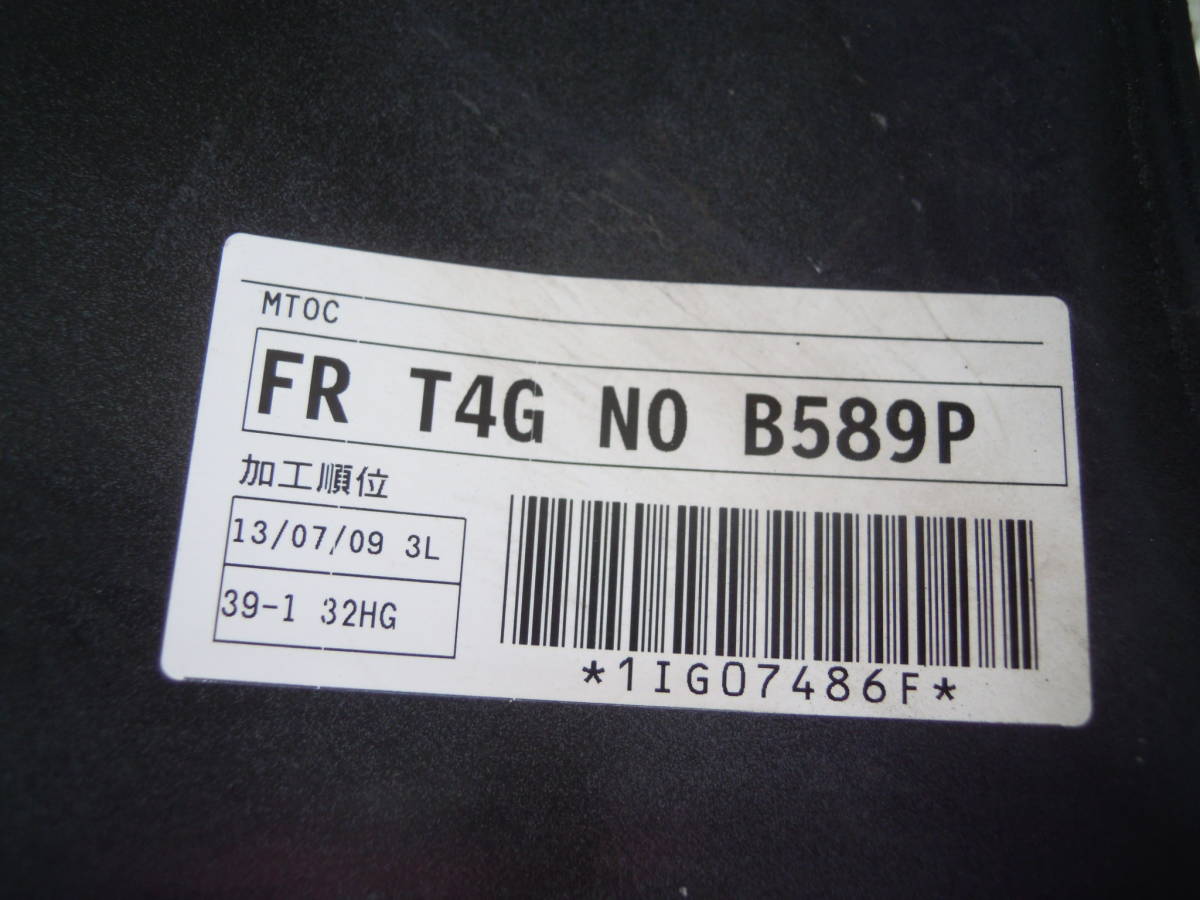 MTOC
FR T4G N0 B589P
加工順位
13/07/09 3L
39-1 32HG
*1IG07486F*